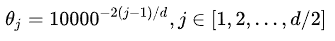 θ_j = 10000^{−2(j−1)/d}, j ∈ [1, 2, …, d/2]